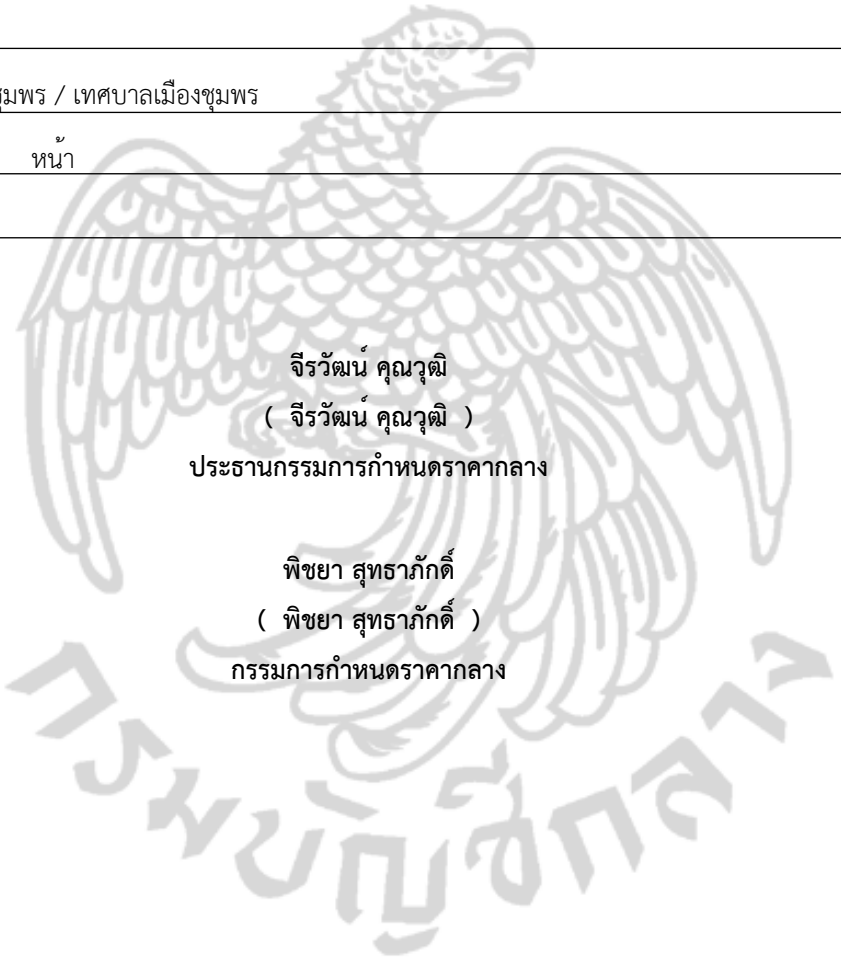 ชุมพร / เทศบาลเมืองชุมพร
หน้า
จีรวัฒน์ คุณวุฒิ
( จีรวัฒน์ คุณวุฒิ )
ประธานกรรมการกำหนดราคากลาง
พิชยา สุทธาภักดิ์
( พิชยา สุทธาภักดิ์ )
กรรมการกำหนดราคากลาง
กรมบัญชีกลาง